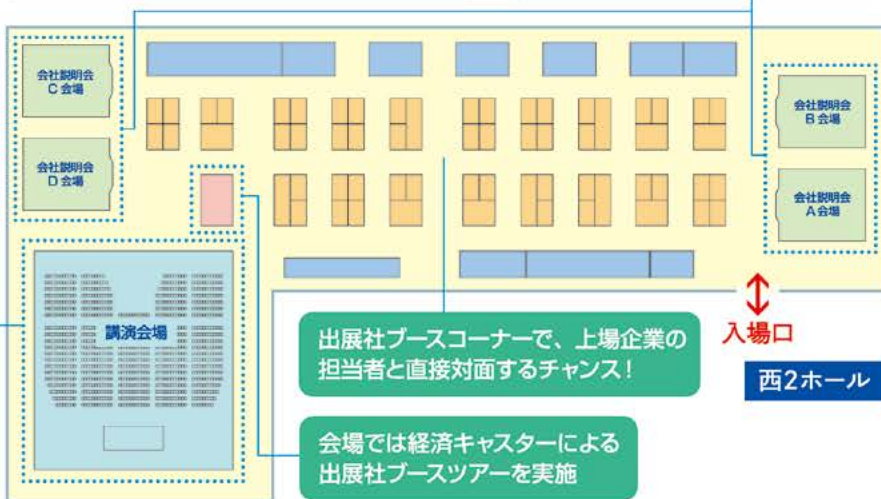 会社説明会
C会場
会社説明会
D会場
会社説明会
B会場
会社説明会
A会場
講演会場
出展社ブースコーナーで、上場企業の
担当者と直接対面するチャンス！
入場口
西2ホール
会場では経済キャスターによる
出展社ブースツアーを実施